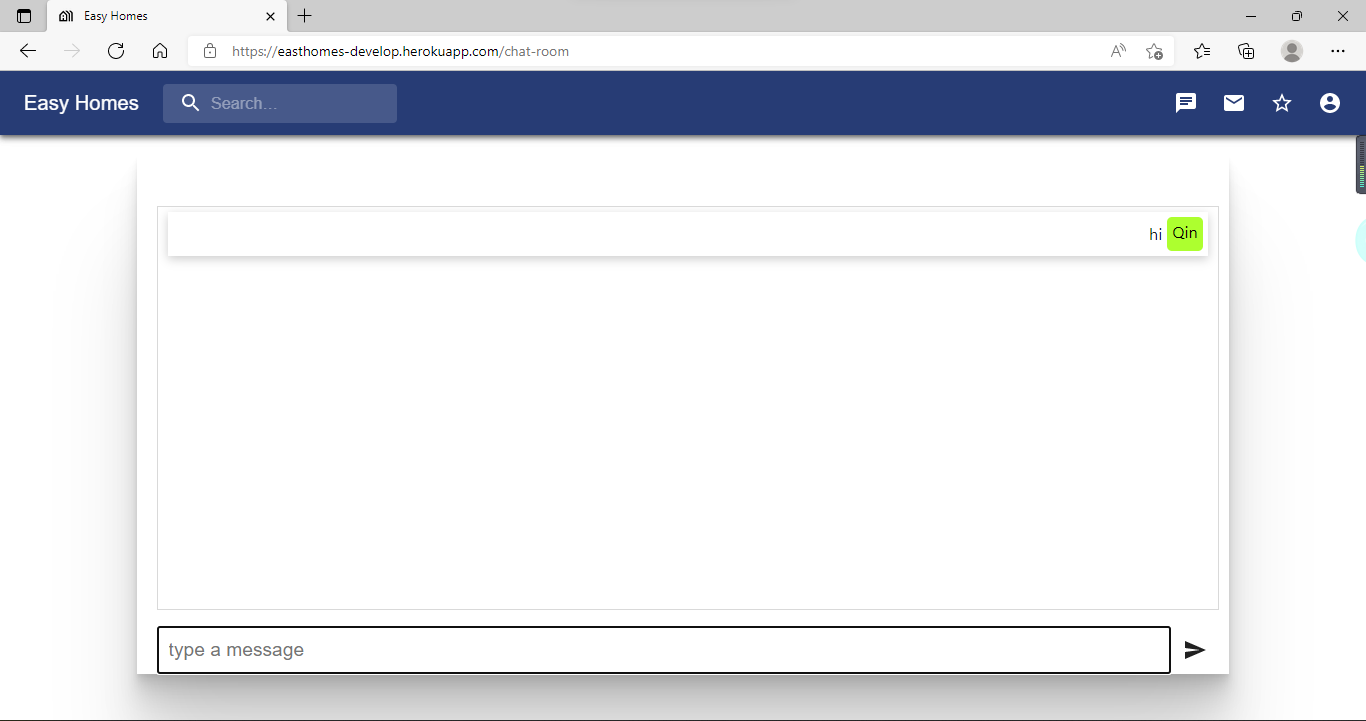 Easy Homes
https://easthomes-develop.herokuapp.com/chat-room
Easy Homes
Search...
hi Qin
type a message